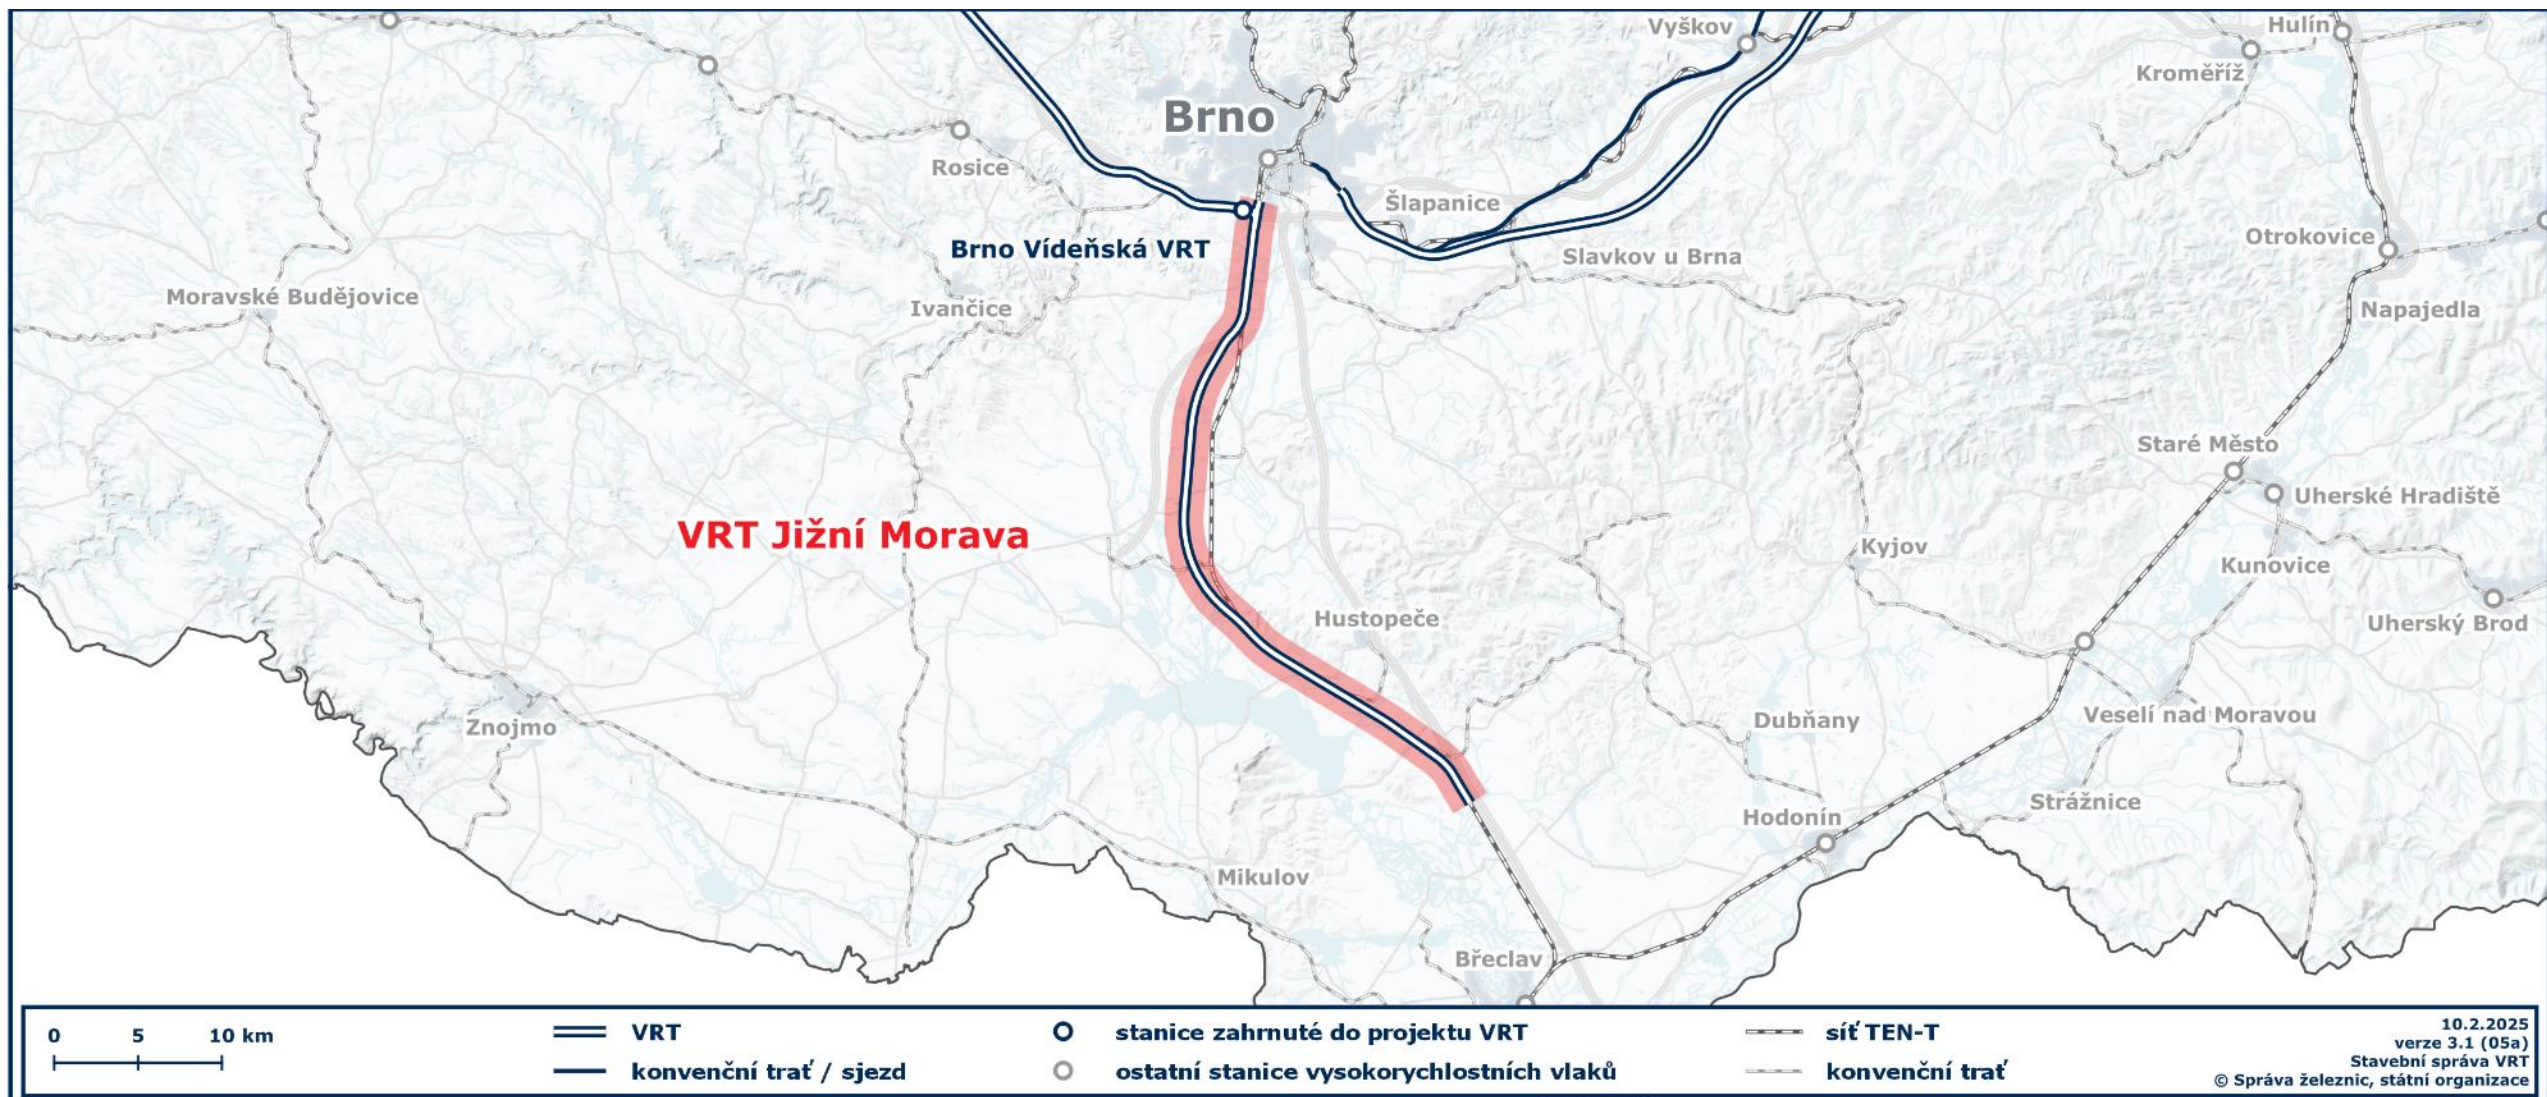 Vyškov
Hulín
Kroměříž
Brno
Rosice
Šlapanice
Brno Vídeňská VRT
Slavkov u Brna
Otrokovice
Moravské Budějovice
Ivančice
Napajedla
Staré Město
Uherské Hradiště
VRT Jižní Morava
Kyjov
Kunovice
Hustopeče
Uherský Brod
Znojmo
Dubňany
Veselí nad Moravou
Strážnice
Hodonín
Mikulov
Břeclav
0 5 10 km
VRT
konvenční trať / sjezd
stanice zahrnuté do projektu VRT
ostatní stanice vysokorychlostních vlaků
síť TEN-T
konvenční trať
10.2.2025
verze 3.1 (05a)
Stavební správa VRT
© Správa železnic, státní organizace